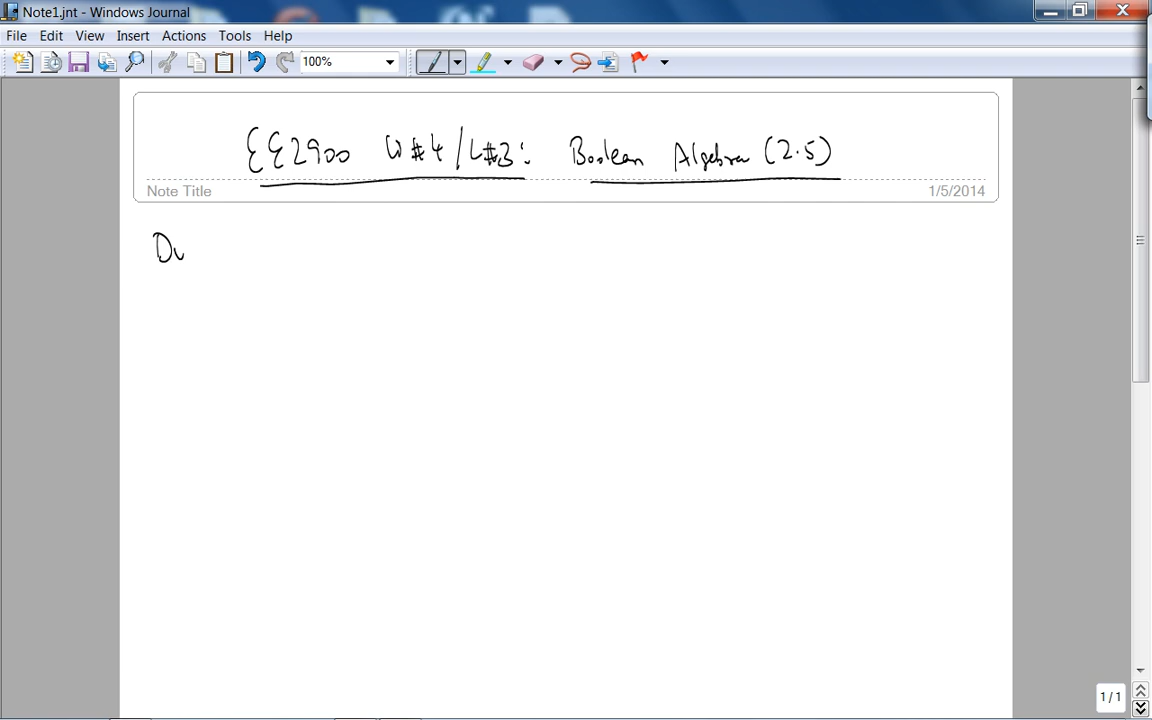 Note1.jnt - Windows Journal
File Edit View Insert Actions Tools Help
100%
EE2900 W#4/L#3: Boolean Algebra (2.5)
Note Title 1/5/2014
Du
1/1